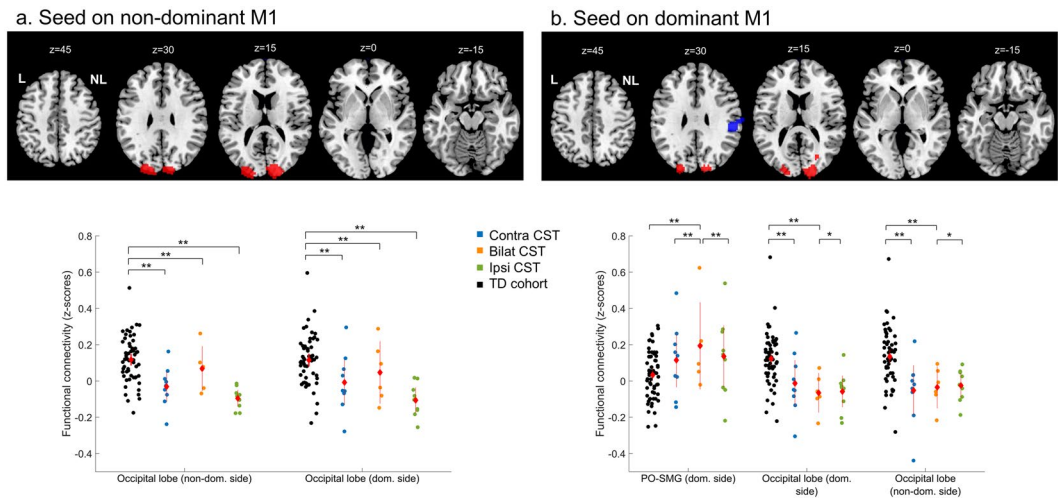 a. Seed on non-dominant M1
z=45 z=30 z=15 z=0 z=-15
L NL
b. Seed on dominant M1
z=45 z=30 z=15 z=0 z=-15
L NL
Functional connectivity (z-scores)
0.8
0.6
0.4
0.2
0
-0.2
-0.4
** ** **
** ** **
Occipital lobe (non-dom. side) Occipital lobe (dom. side)
Contra CST
Bilat CST
Ipsi CST
TD cohort
Functional connectivity (z-scores)
0.8
0.6
0.4
0.2
0
-0.2
-0.4
** ** **
** ** *
** ** *
PO-SMG (dom. side) Occipital lobe (dom. side) Occipital lobe (non-dom. side)